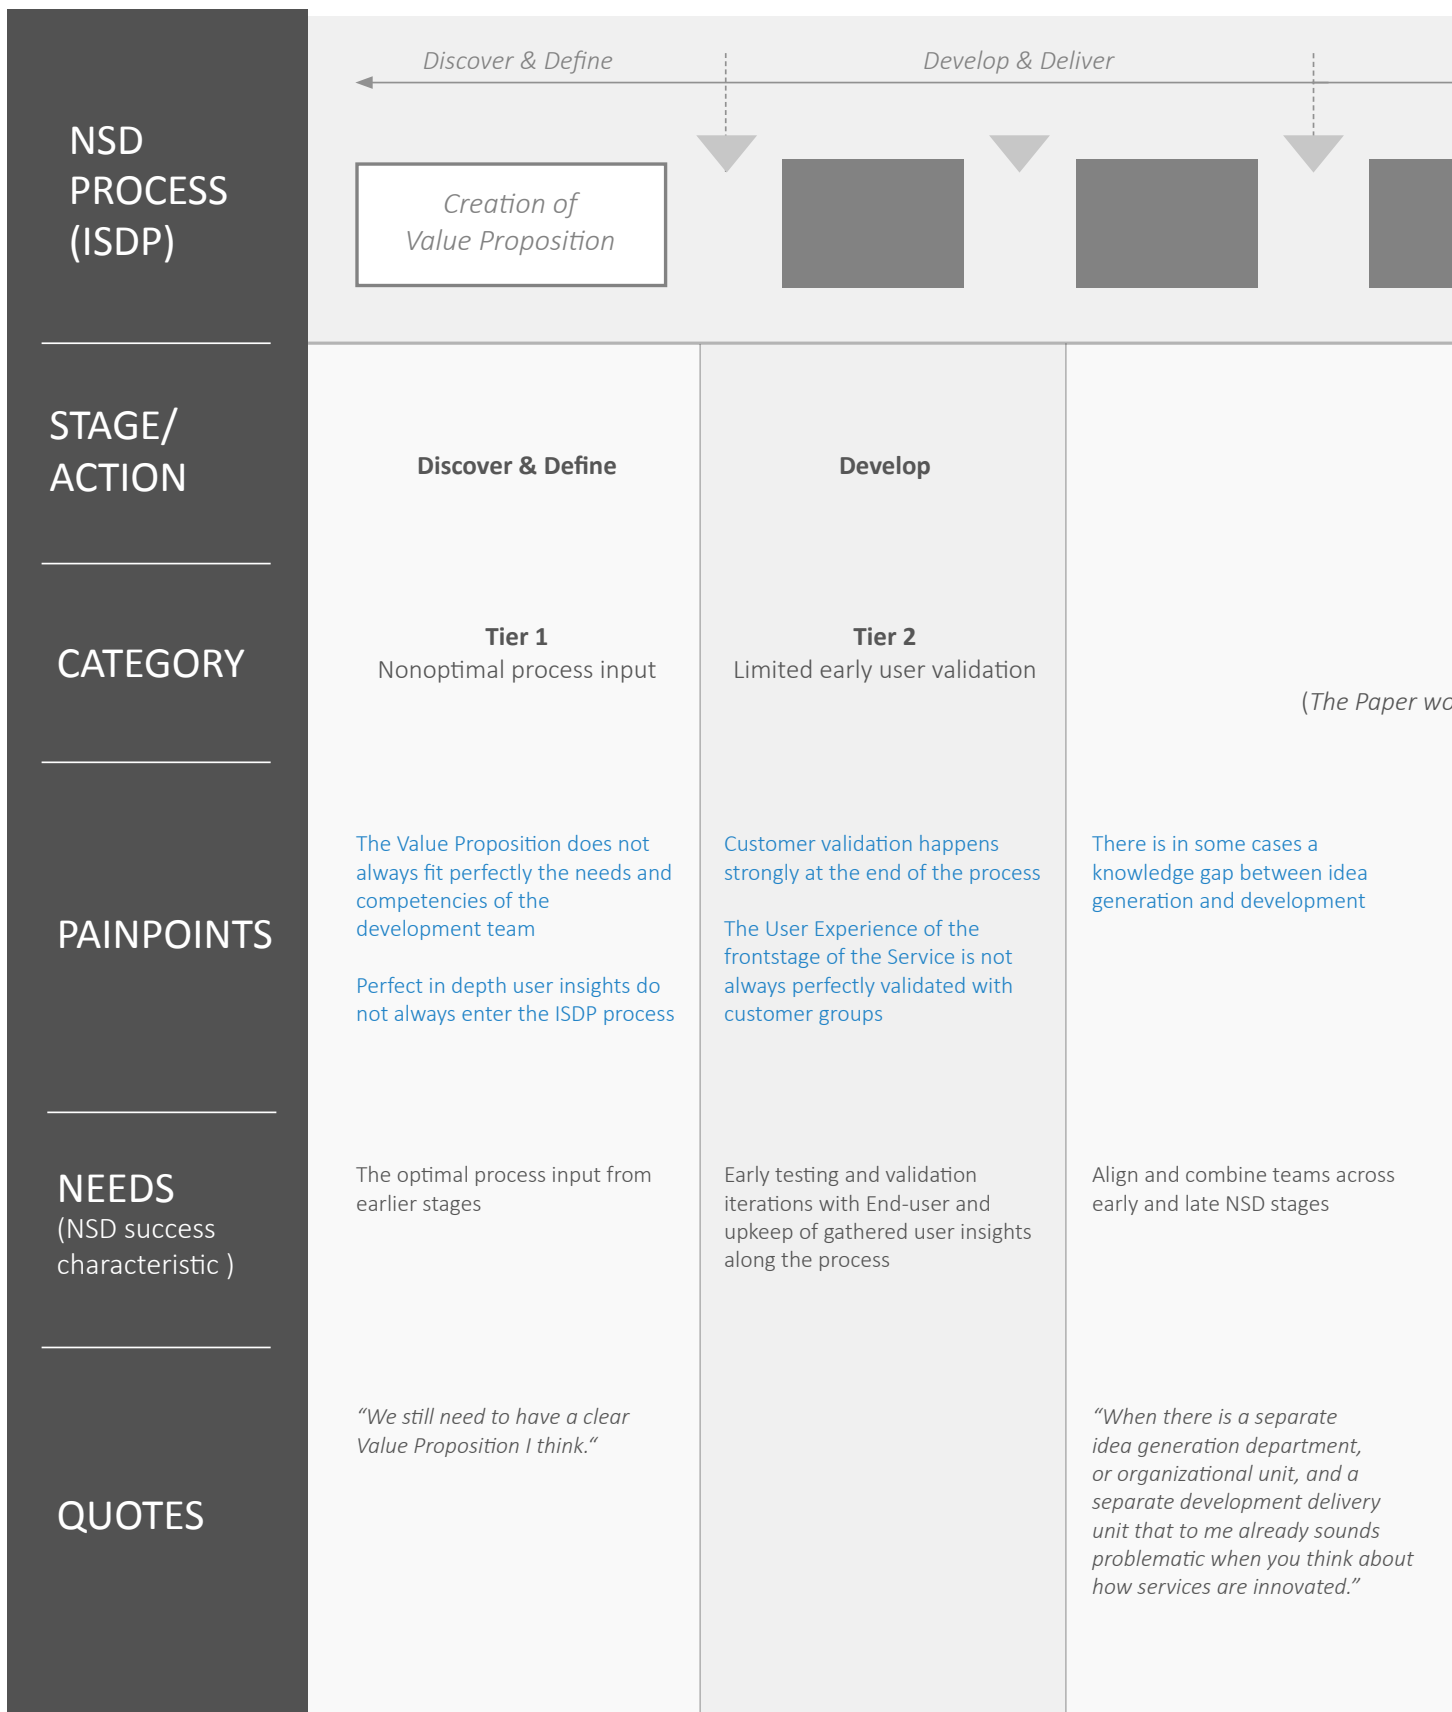 Discover & Define
Develop & Deliver
NSD
PROCESS
(ISDP)
Creation of
Value Proposition
STAGE/
ACTION
Discover & Define
Develop
CATEGORY
Tier 1
Nonoptimal process input
Tier 2
Limited early user validation
(The Paper
PAINPOINTS
The Value Proposition does not
always fit perfectly the needs and
competencies of the
development team
Perfect in depth user insights do
not always enter the ISDP process
Customer validation happens
strongly at the end of the process
The User Experience of the
frontstage of the Service is not
always perfectly validated with
customer groups
There is in some cases a
knowledge gap between idea
generation and development
NEEDS
(NSD success
characteristic )
The optimal process input from
earlier stages
Early testing and validation
iterations with End-user and
upkeep of gathered user insights
along the process
Align and combine teams across
early and late NSD stages
QUOTES
“We still need to have a clear
Value Proposition I think.“
“When there is a separate
idea generation department,
or organizational unit, and a
separate development delivery
unit that to me already sounds
problematic when you think about
how services are innovated.”